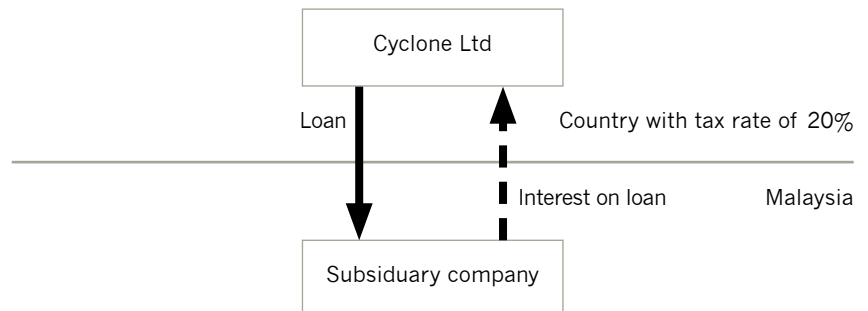 Cyclone Ltd
Loan
Country with tax rate of 20%
Interest on loan
Malaysia
Subsiduary company